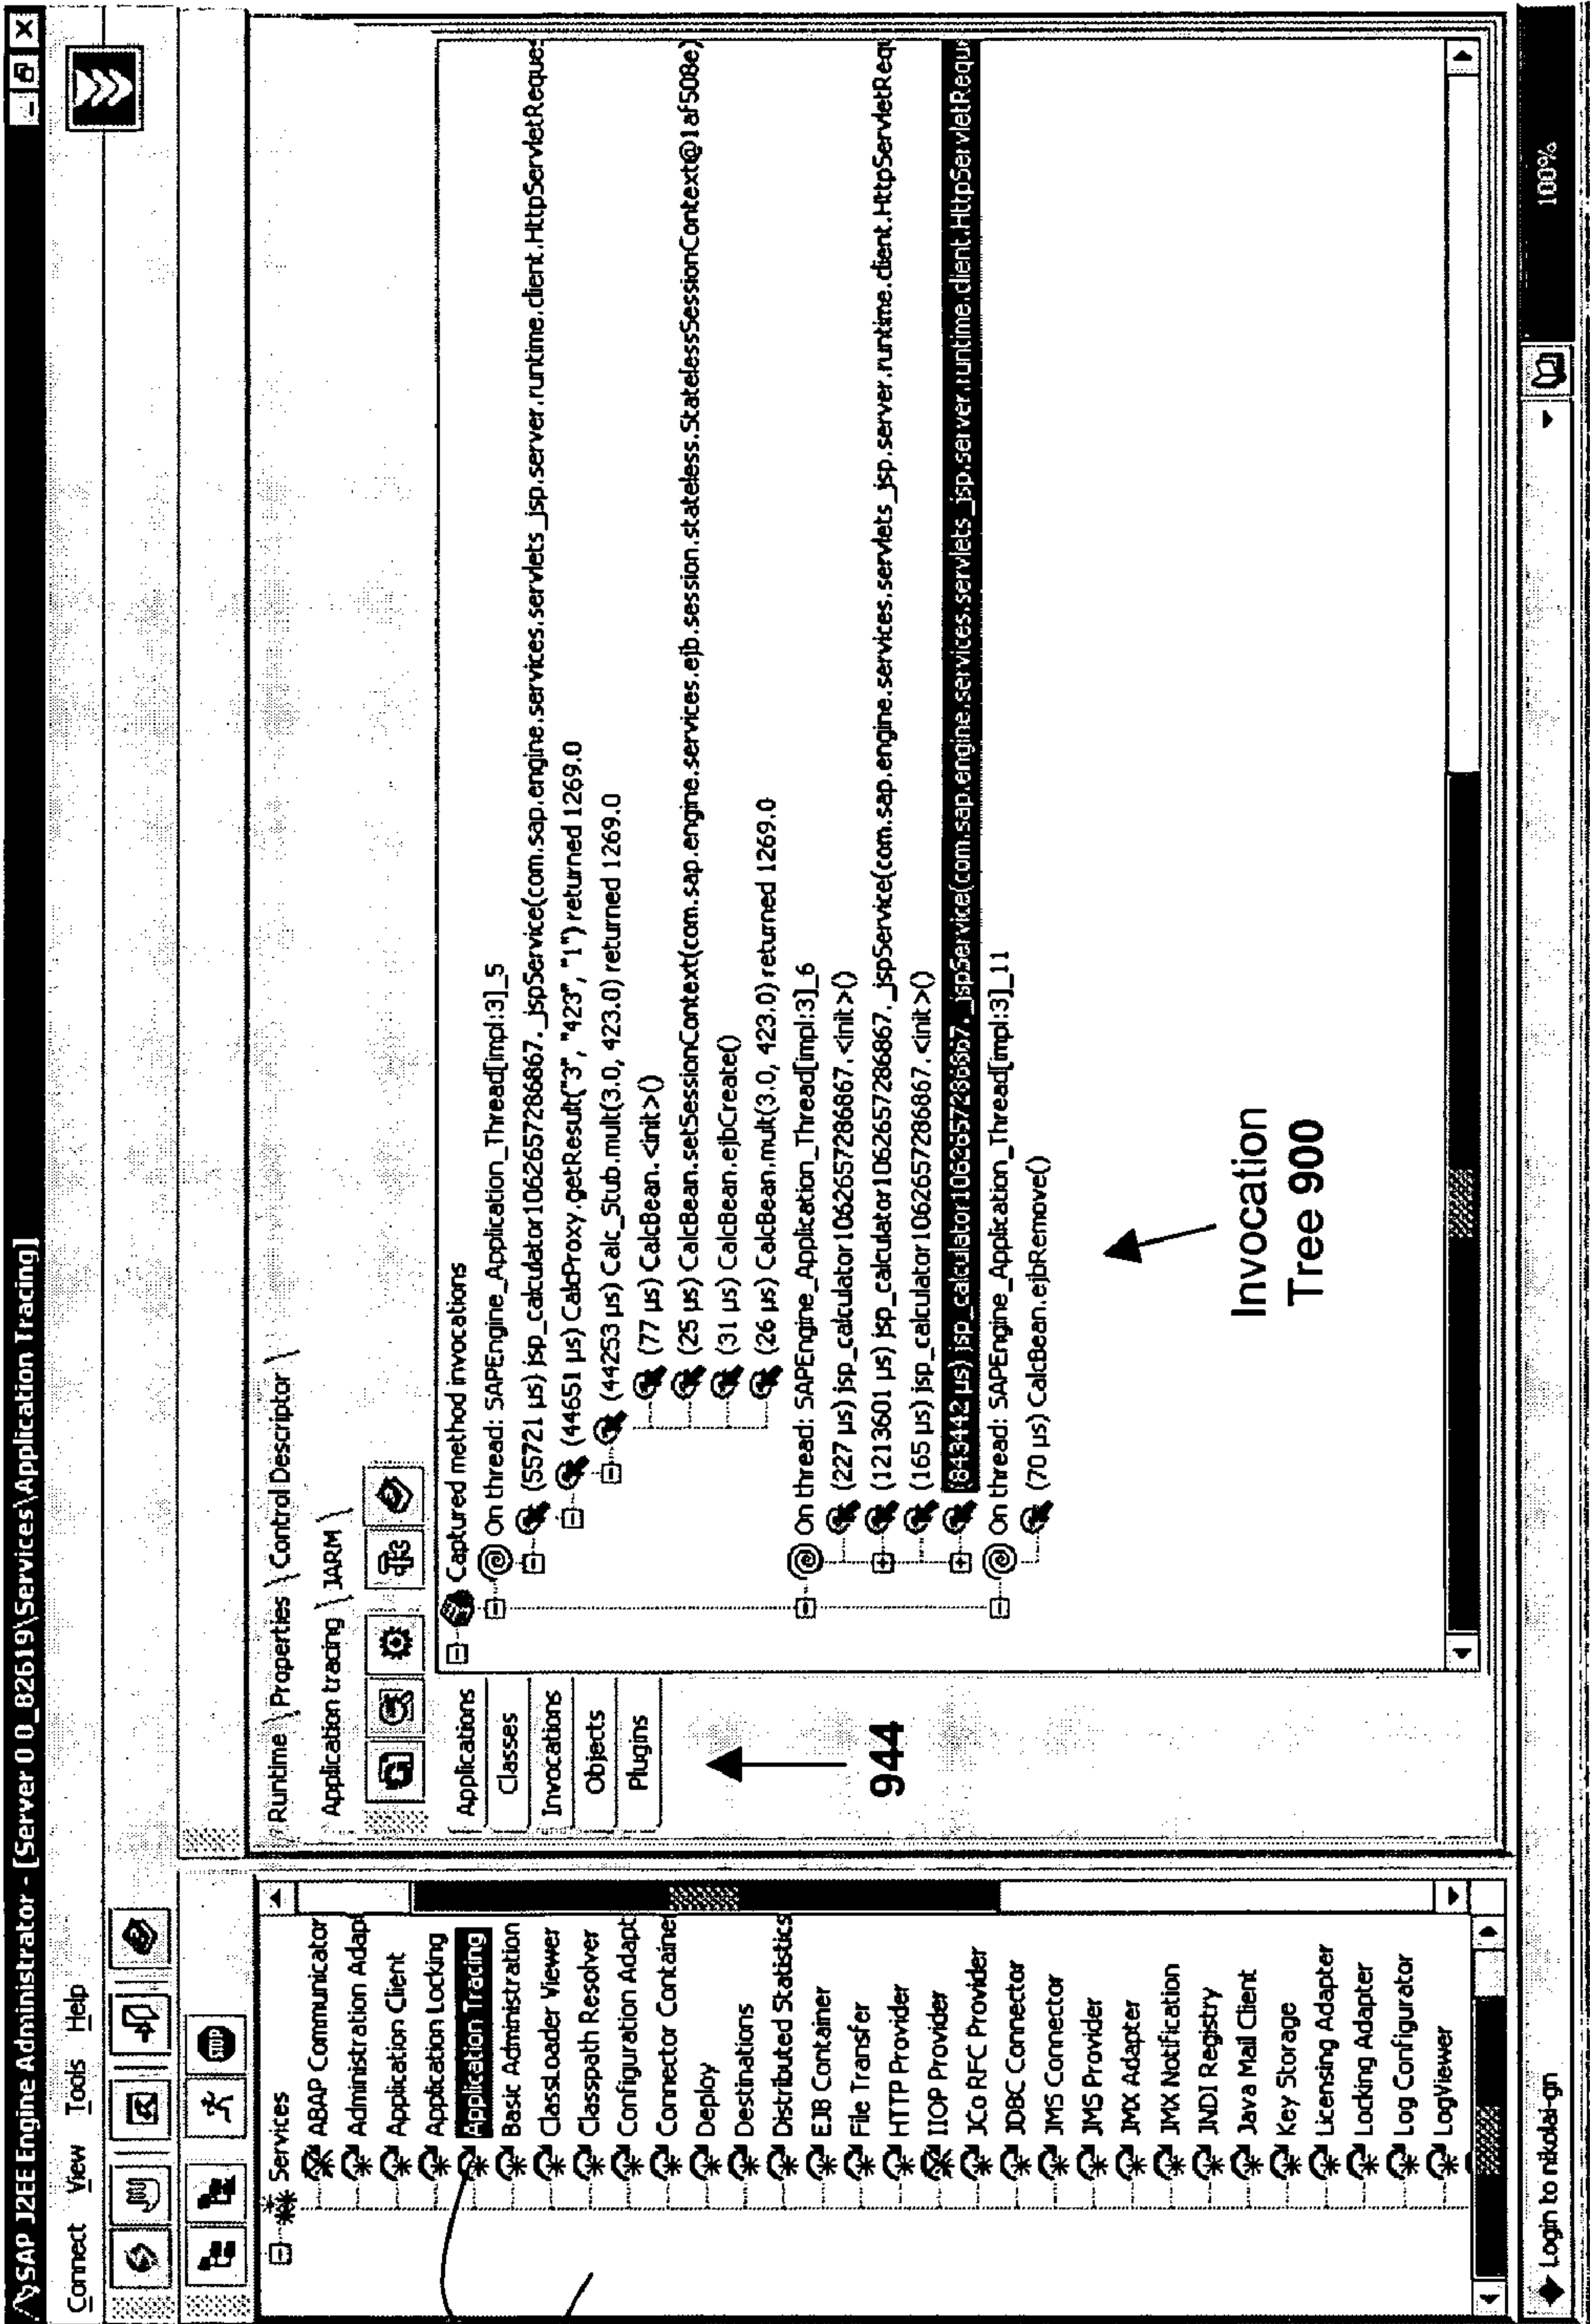 SAP J2EE Engine Administrator - [Server 0 0_82619\Services\Application Tracing]
Connect View Tools Help
STOP
Services
ABAP Communicator
Administration Adap
Application Client
Application Locking
Application Tracing
Basic Administration
ClassLoader Viewer
Classpath Resolver
Configuration Adapt
Connector Container
Deploy
Destinations
Distributed Statistics
EJB Container
File Transfer
HTTP Provider
IIOP Provider
JCo RFC Provider
JDBC Connector
JMS Connector
JMS Provider
JMX Adapter
JMX Notification
JNDI Registry
Java Mail Client
Key Storage
Licensing Adapter
Locking Adapter
Log Configurator
LogViewer
Runtime \ Properties \ Control Descriptor \
Application tracing \ JARM \
Applications
Classes
Invocations
Objects
Plugins
944
Captured method invocations
On thread: SAPEngine_Application_Thread[impl:3]_5
(55721 µs) jsp_calculator1062657286867._jspService(com.sap.engine.services.servlets_jsp.server.runtime.client.HttpServletReques
(44651 µs) CalcProxy.getResult("3", "423", "1") returned 1269.0
(44253 µs) Calc_Stub.mult(3.0, 423.0) returned 1269.0
(77 µs) CalcBean.<init>()
(25 µs) CalcBean.setSessionContext(com.sap.engine.services.ejb.session.stateless.StatelessSessionContext@1af508e)
(31 µs) CalcBean.ejbCreate()
(26 µs) CalcBean.mult(3.0, 423.0) returned 1269.0
On thread: SAPEngine_Application_Thread[impl:3]_6
(227 µs) jsp_calculator1062657286867.<init>()
(1213601 µs) jsp_calculator1062657286867._jspService(com.sap.engine.services.servlets_jsp.server.runtime.client.HttpServletRequ
(165 µs) jsp_calculator1062657286867.<init>()
(843442 µs) jsp_calculator1062657286867._jspService(com.sap.engine.services.servlets_jsp.server.runtime.client.HttpServletRequ
On thread: SAPEngine_Application_Thread[impl:3]_11
(70 µs) CalcBean.ejbRemove()
Invocation
Tree 900
Login to nikolai-gn
100%